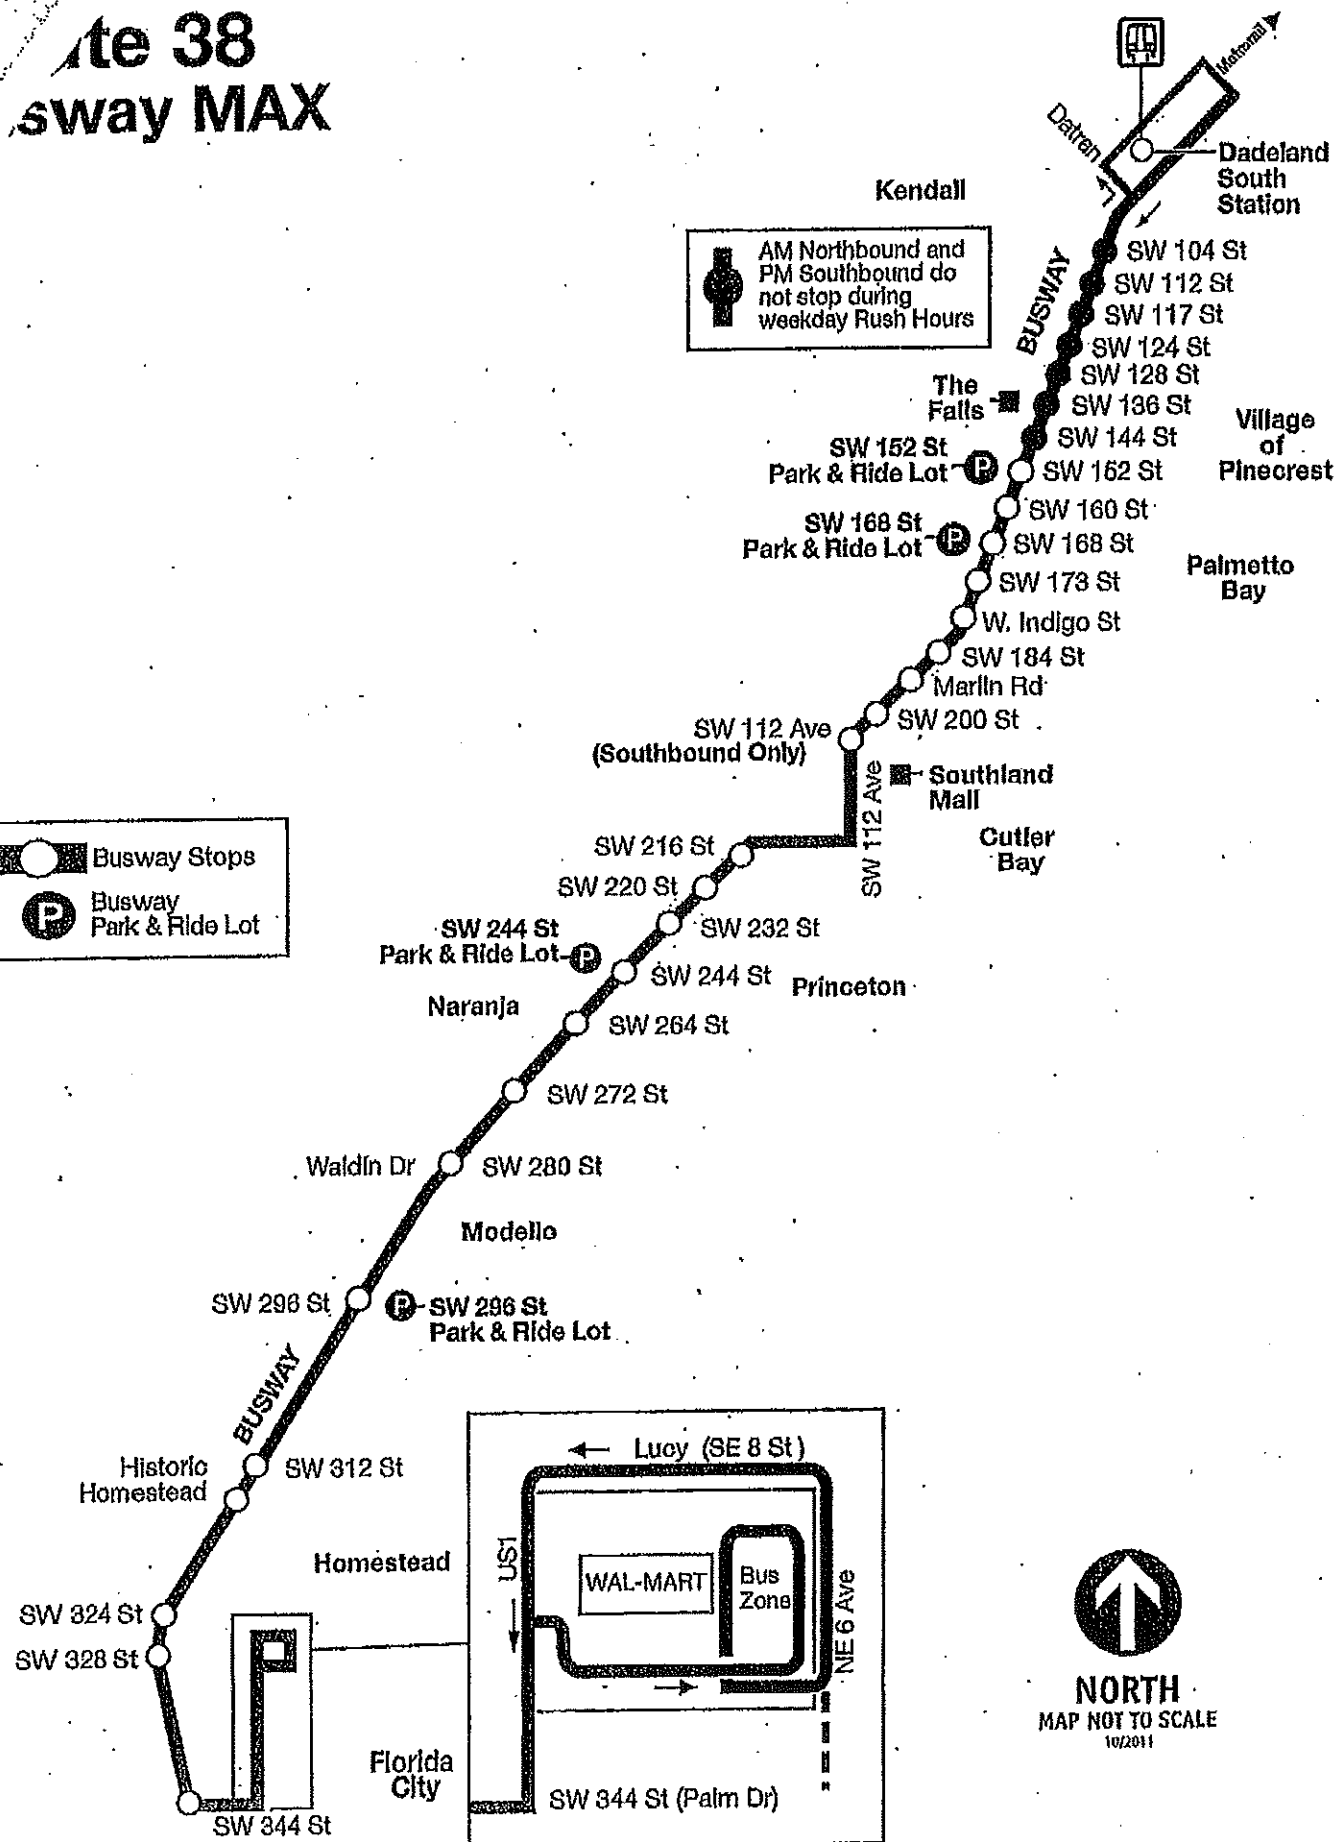 te 38
sway MAX
Metrorail
Datran
Dadeland
South
Station
Kendall
AM Northbound and
PM Southbound do
not stop during
weekday Rush Hours
BUSWAY
SW 104 St
SW 112 St
SW 117 St
SW 124 St
SW 128 St
The
Falls
SW 136 St
SW 144 St
Village
of
Pinecrest
SW 152 St
Park & Ride Lot
P
SW 152 St
SW 160 St
SW 168 St
Park & Ride Lot
P
SW 168 St
SW 173 St
Palmetto
Bay
W. Indigo St
SW 184 St
Marlin Rd
SW 200 St
SW 112 Ave
(Southbound Only)
SW 112 Ave
Southland
Mall
Cutler
Bay
Busway Stops
P
Busway
Park & Ride Lot
SW 216 St
SW 220 St
SW 232 St
SW 244 St
Park & Ride Lot
P
SW 244 St
Princeton
Naranja
SW 264 St
SW 272 St
Waldin Dr
SW 280 St
Modello
SW 296 St
P
SW 296 St
Park & Ride Lot
BUSWAY
Historic
Homestead
SW 312 St
Homestead
SW 324 St
SW 328 St
Florida
City
SW 344 St
Lucy (SE 8 St)
US1
WAL-MART
Bus
Zone
NE 6 Ave
SW 344 St (Palm Dr)
NORTH
MAP NOT TO SCALE
10/2011